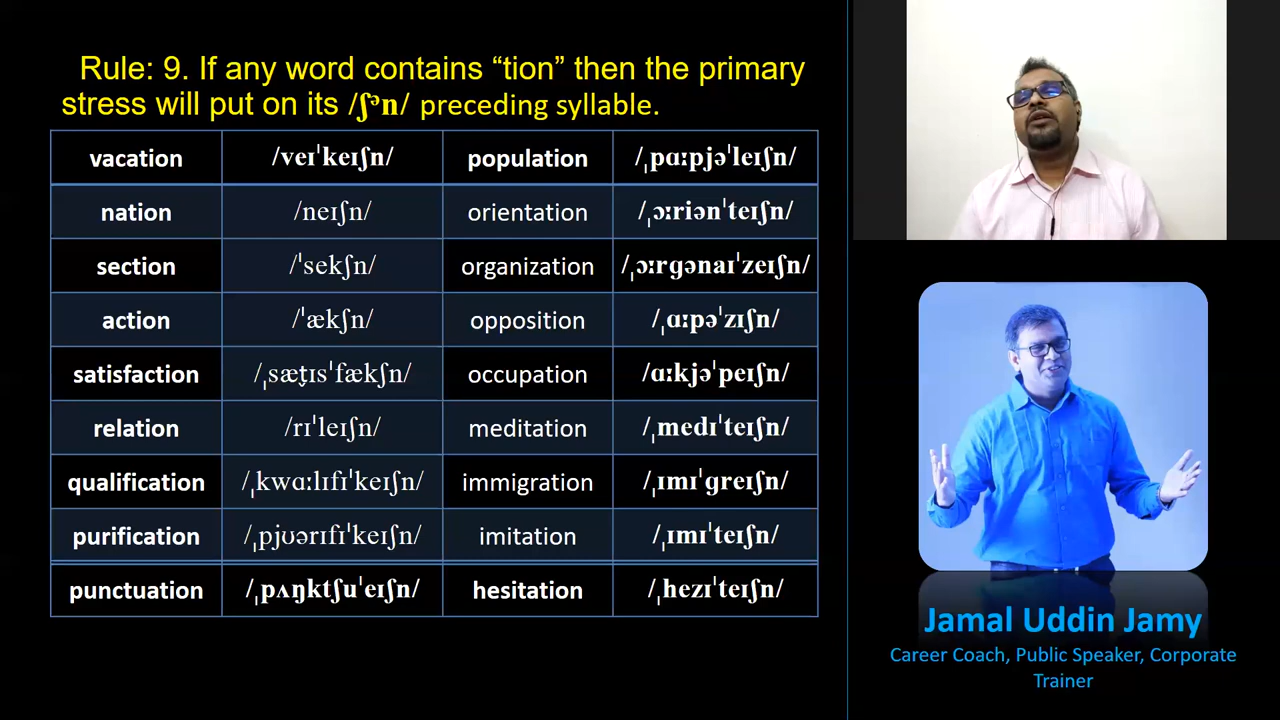 Rule: 9. If any word contains “tion” then the primary
stress will put on its /ʃᵊn/ preceding syllable.
vacation /veɪˈkeɪʃn/ population /ˌpɑːpjəˈleɪʃn/
nation /neɪʃn/ orientation /ˌɔːriənˈteɪʃn/
section /ˈsekʃn/ organization /ˌɔːrɡənaɪˈzeɪʃn/
action /ˈækʃn/ opposition /ˌɑːpəˈzɪʃn/
satisfaction /ˌsæt̬ɪsˈfækʃn/ occupation /ɑːkjəˈpeɪʃn/
relation /rɪˈleɪʃn/ meditation /ˌmedɪˈteɪʃn/
qualification /ˌkwɑːlɪfɪˈkeɪʃn/ immigration /ˌɪmɪˈɡreɪʃn/
purification /ˌpjʊərɪfɪˈkeɪʃn/ imitation /ˌɪmɪˈteɪʃn/
punctuation /ˌpʌŋktʃuˈeɪʃn/ hesitation /ˌhezɪˈteɪʃn/
Jamal Uddin Jamy
Career Coach, Public Speaker, Corporate
Trainer